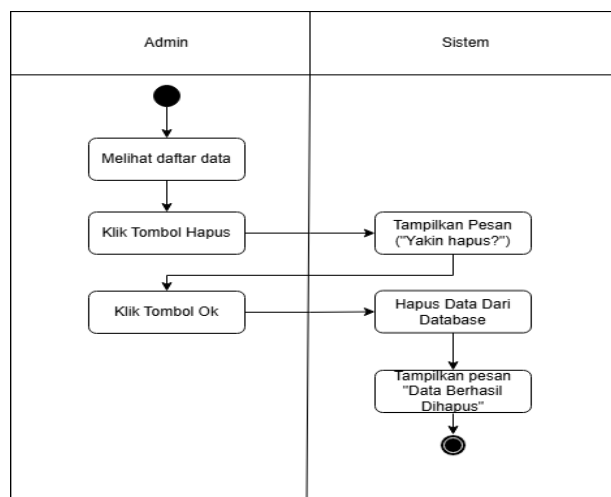 Admin
Sistem
Melihat daftar data
Klik Tombol Hapus
Tampilkan Pesan
("Yakin hapus?")
Klik Tombol Ok
Hapus Data Dari
Database
Tampilkan pesan
"Data Berhasil
Dihapus"